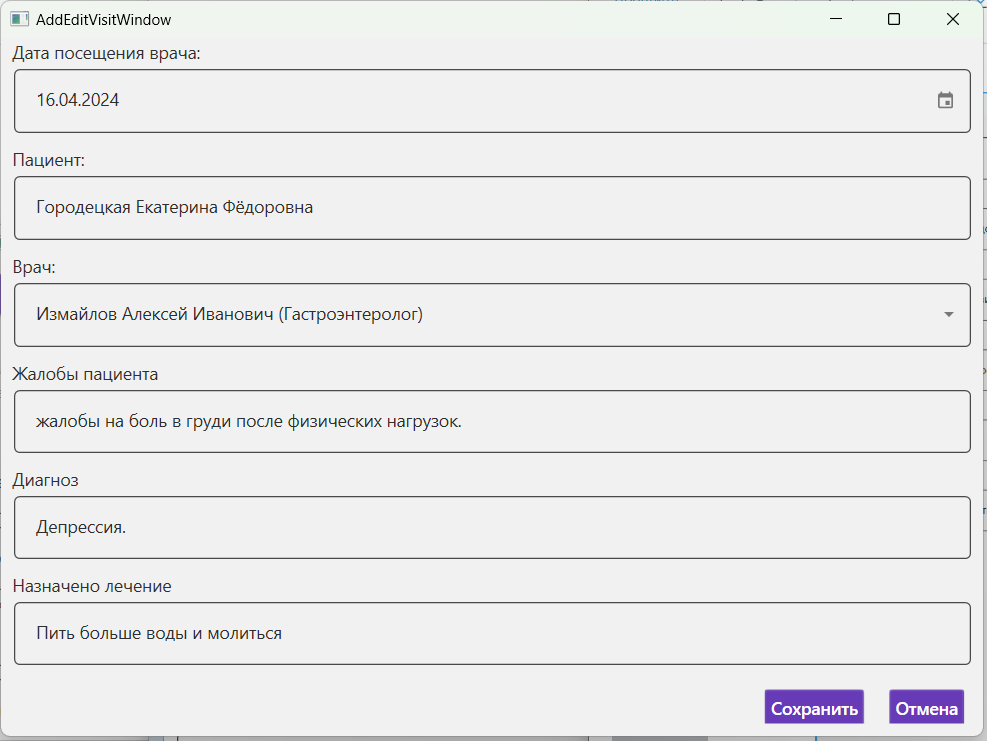 AddEditVisitWindow
Дата посещения врача:
16.04.2024
Пациент:
Городецкая Екатерина Фёдоровна
Врач:
Измайлов Алексей Иванович (Гастроэнтеролог)
Жалобы пациента
жалобы на боль в груди после физических нагрузок.
Диагноз
Депрессия.
Назначено лечение
Пить больше воды и молиться
Сохранить Отмена